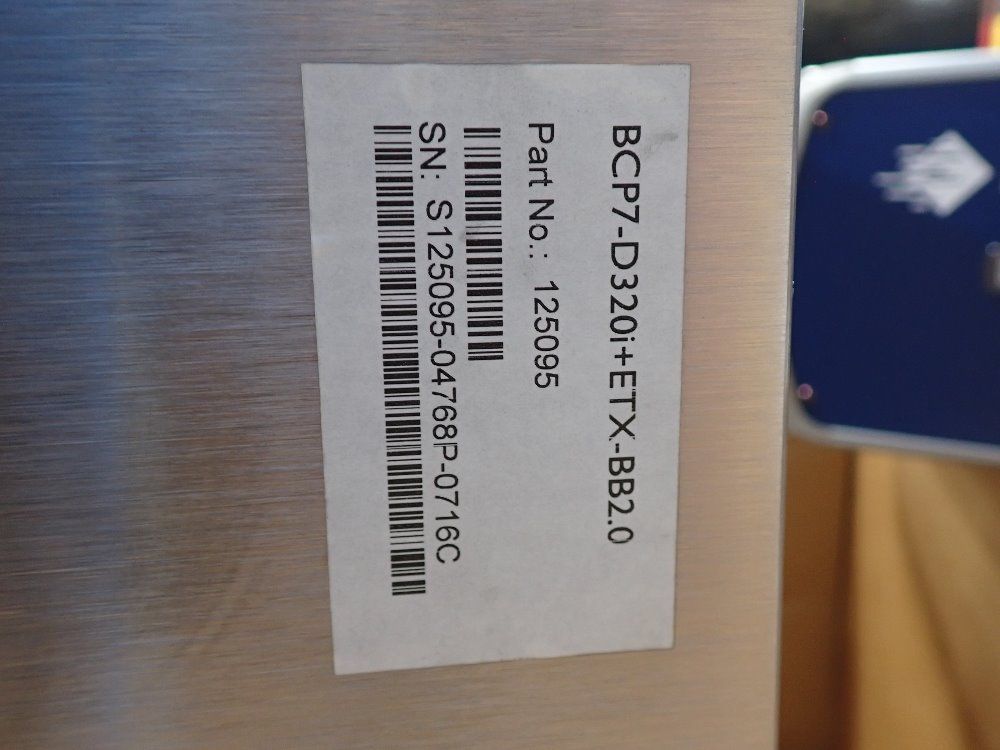 BCP7-D320i+ETX-BB2.0
Part No.: 125095
SN: S125095-04768P-0716C